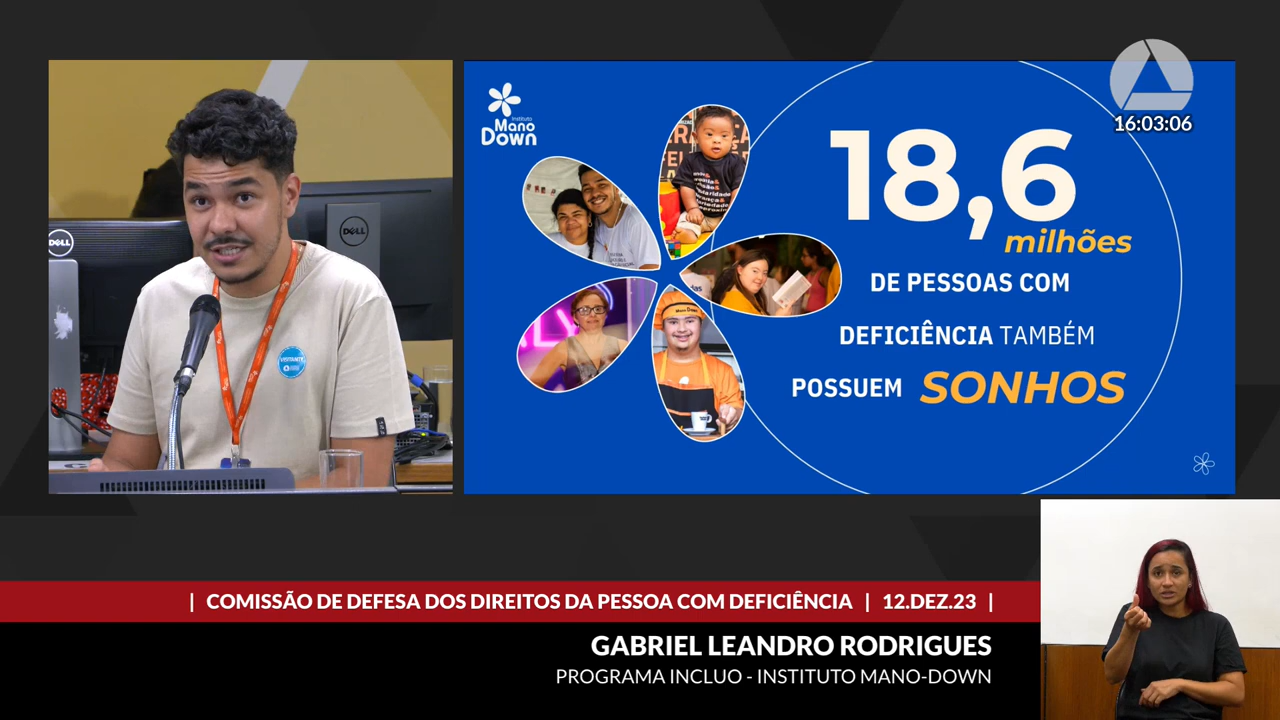 DELL
DELL
VISITANTE
Instituto
Mano
Down
18,6
milhões
DE PESSOAS COM
DEFICIÊNCIA TAMBÉM
POSSUEM SONHOS
16:03:06
| COMISSÃO DE DEFESA DOS DIREITOS DA PESSOA COM DEFICIÊNCIA | 12.DEZ.23 |
GABRIEL LEANDRO RODRIGUES
PROGRAMA INCLUO - INSTITUTO MANO-DOWN